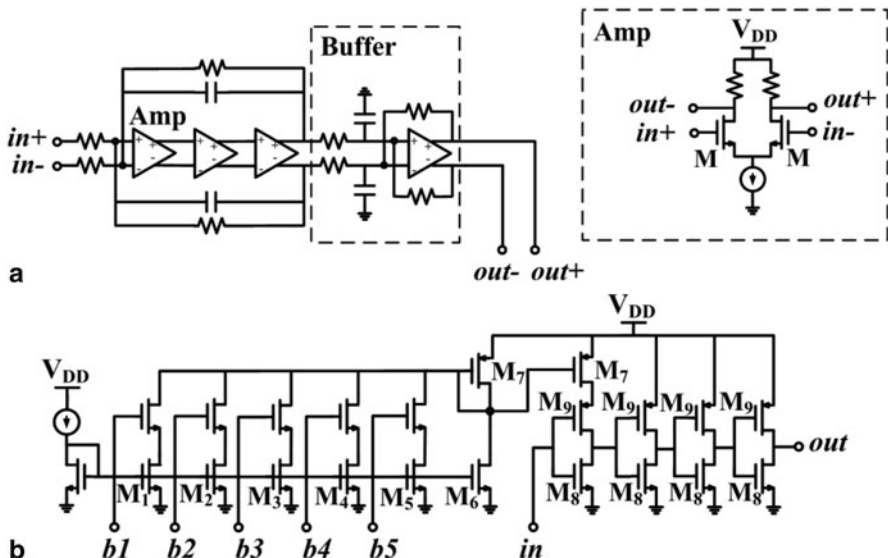 Buffer
Amp
V_DD
out- out+
in+ in-
M M
Amp
in+
in-
+ + + +
- - - -
+ + + +
- - - -
out- out+
a
V_DD
V_DD
M_7 M_7
M_9 M_9 M_9 M_9
out
M_1 M_2 M_3 M_4 M_5 M_6 M_8 M_8 M_8 M_8
b1 b2 b3 b4 b5 in
b